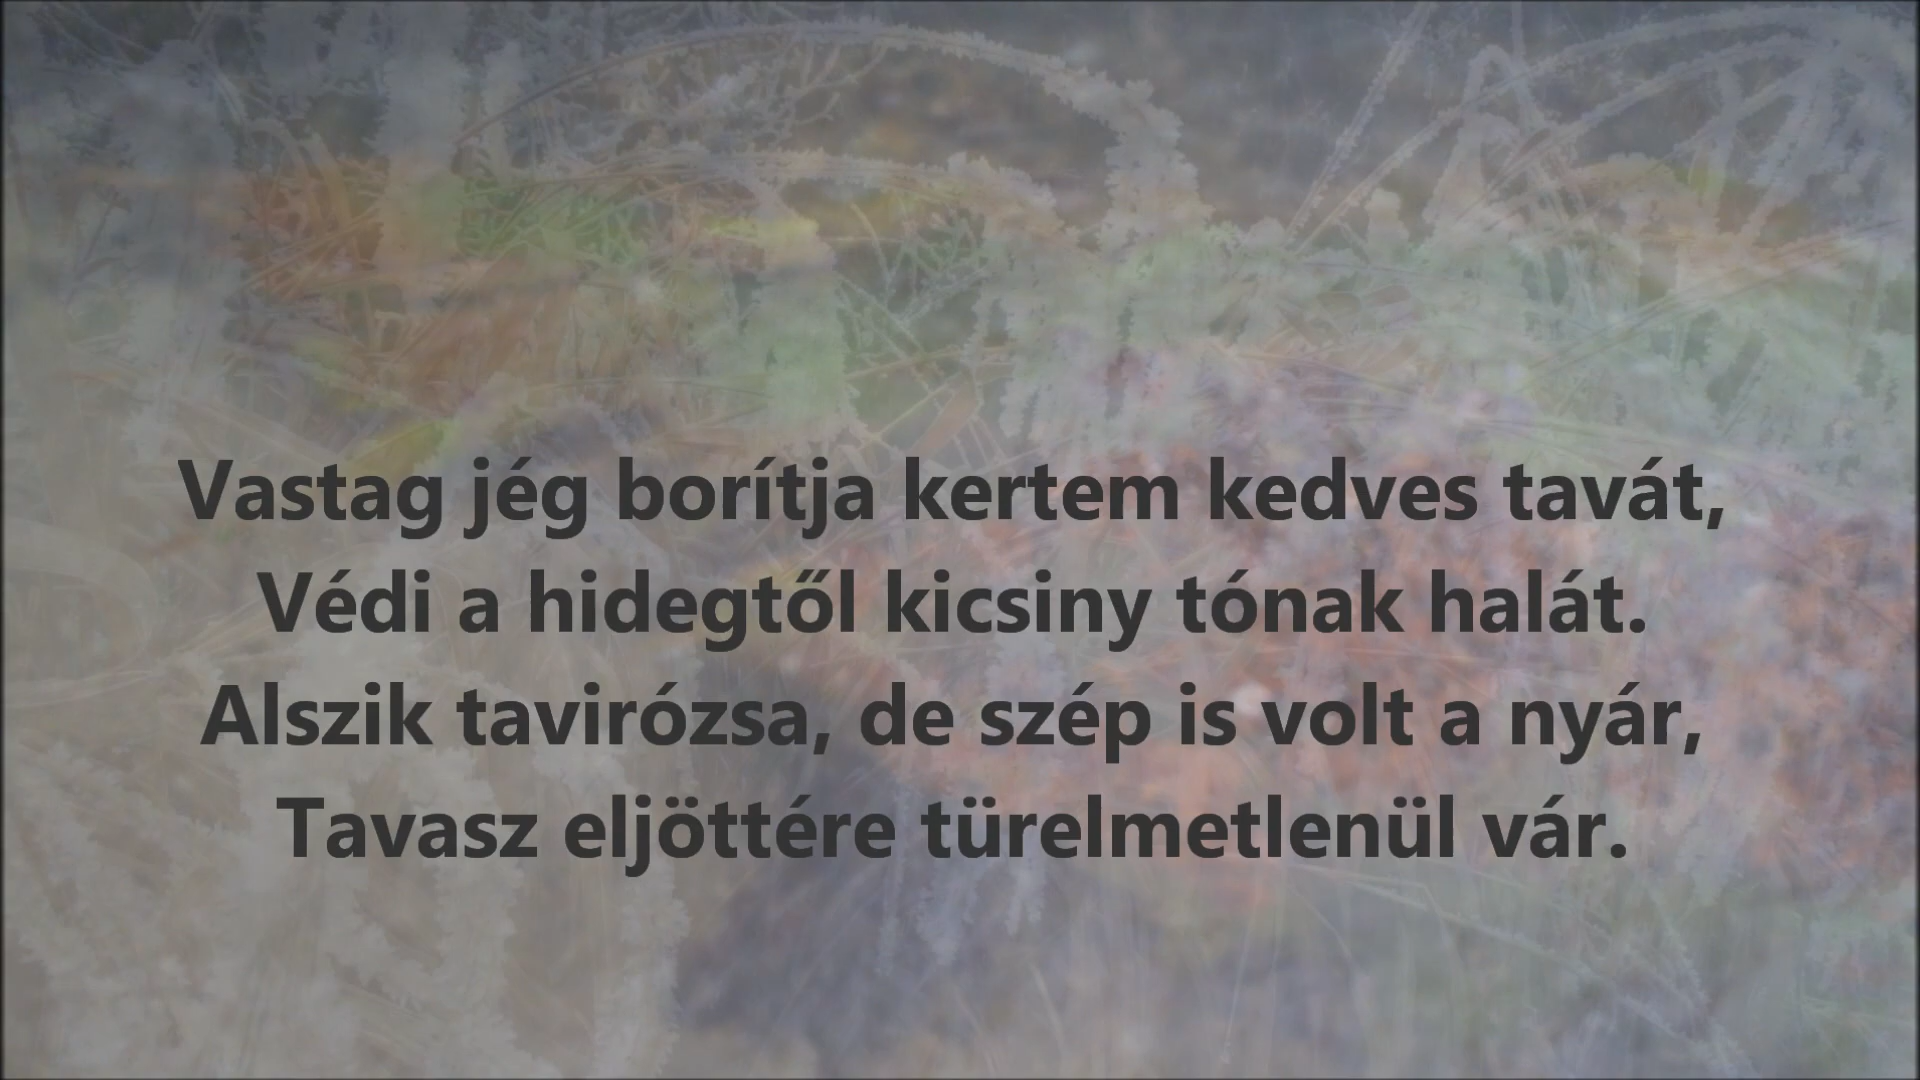 Vastag jég borítja kertem kedves tavát,
Védi a hidegtől kicsiny tónak halát.
Alszik tavirózsa, de szép is volt a nyár,
Tavasz eljöttére türelmetlenül vár.